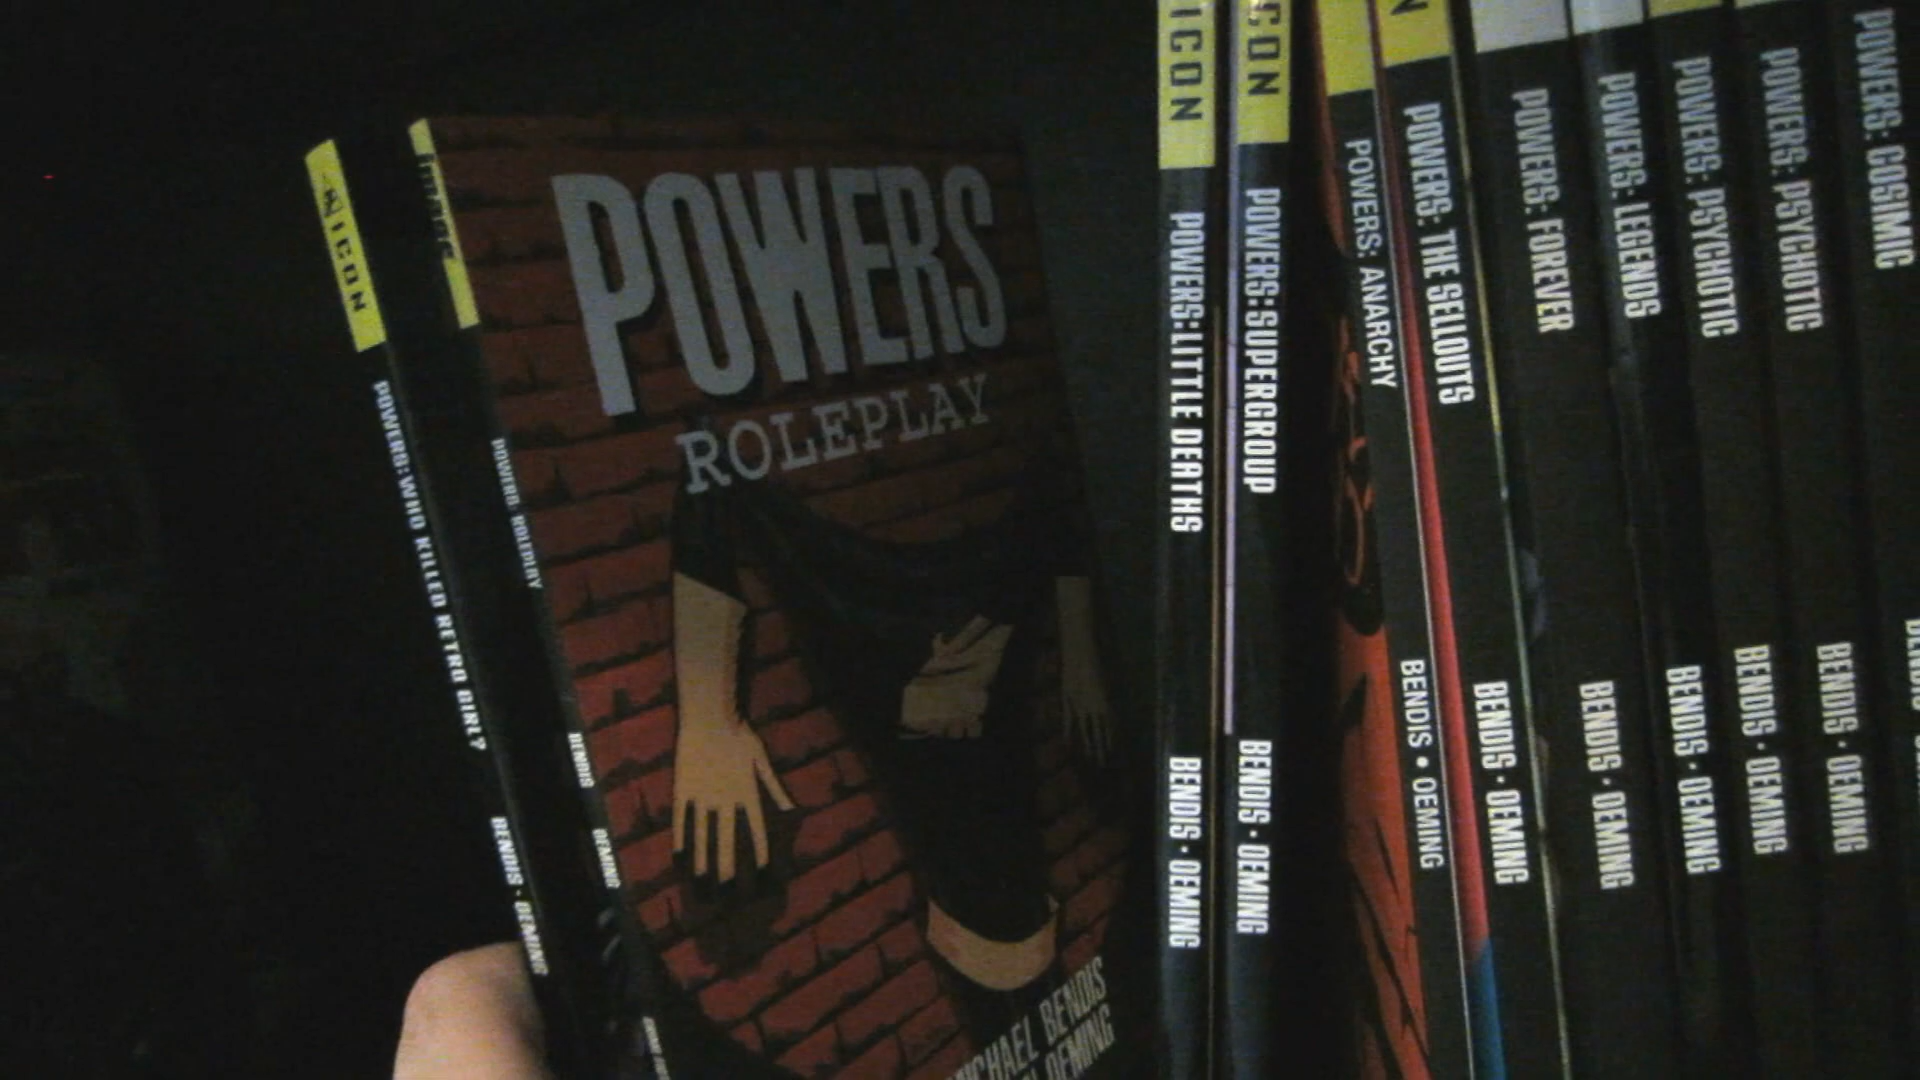 ICON
POWERS: WHO KILLED RETRO GIRL?
BENDIS · OEMING
image
POWERS ROLEPLAY
BENDIS
OEMING
POWERS
ROLEPLAY
MICHAEL BENDIS
OEMING
ICON
POWERS: LITTLE DEATHS
BENDIS · OEMING
ICON
POWERS: SUPERGROUP
BENDIS · OEMING
POWERS: ANARCHY
BENDIS • OEMING
N
POWERS: THE SELLOUTS
BENDIS · OEMING
POWERS: FOREVER
BENDIS · OEMING
POWERS: LEGENDS
BENDIS · OEMING
POWERS: PSYCHOTIC
BENDIS · OEMING
POWERS: PSYCHOTIC
BENDIS · OEMING
POWERS: COSMIC
BENDIS